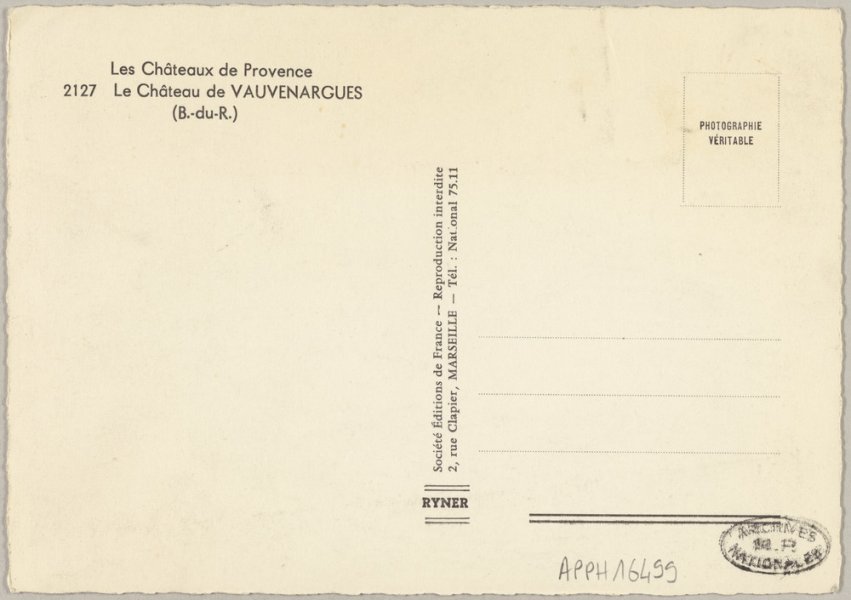 Les Châteaux de Provence
2127 Le Château de VAUVENARGUES
(B.-du-R.)
PHOTOGRAPHIE
VÉRITABLE
Société Éditions de France — Reproduction interdite
2, rue Clapier, MARSEILLE — Tél. : National 75.11
RYNER
ARCHIVES
NATIONALES
APPH16499